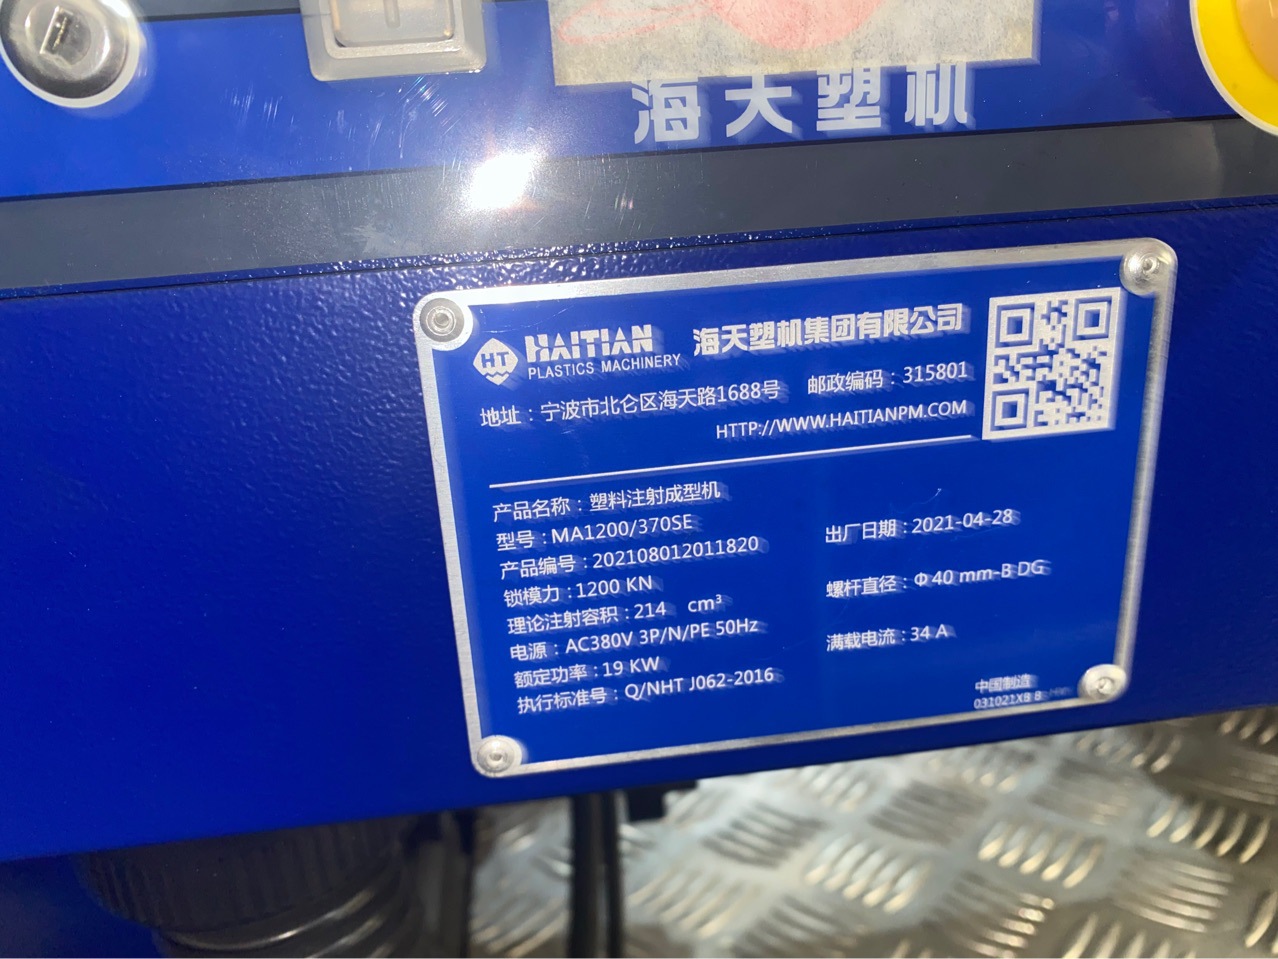 海天塑机
HT
HAITIAN
PLASTICS MACHINERY
海天塑机集团有限公司
地址：宁波市北仑区海天路1688号 邮政编码：315801
HTTP://WWW.HAITIANPM.COM
产品名称：塑料注射成型机
型号：MA1200/370SE
出厂日期：2021-04-28
产品编号：202108012011820
锁模力：1200 KN
螺杆直径：Φ40 mm-B DG
理论注射容积：214 cm³
电源：AC380V 3P/N/PE 50Hz
满载电流：34 A
额定功率：19 KW
执行标准号：Q/NHT J062-2016
中国制造
031021XB 8